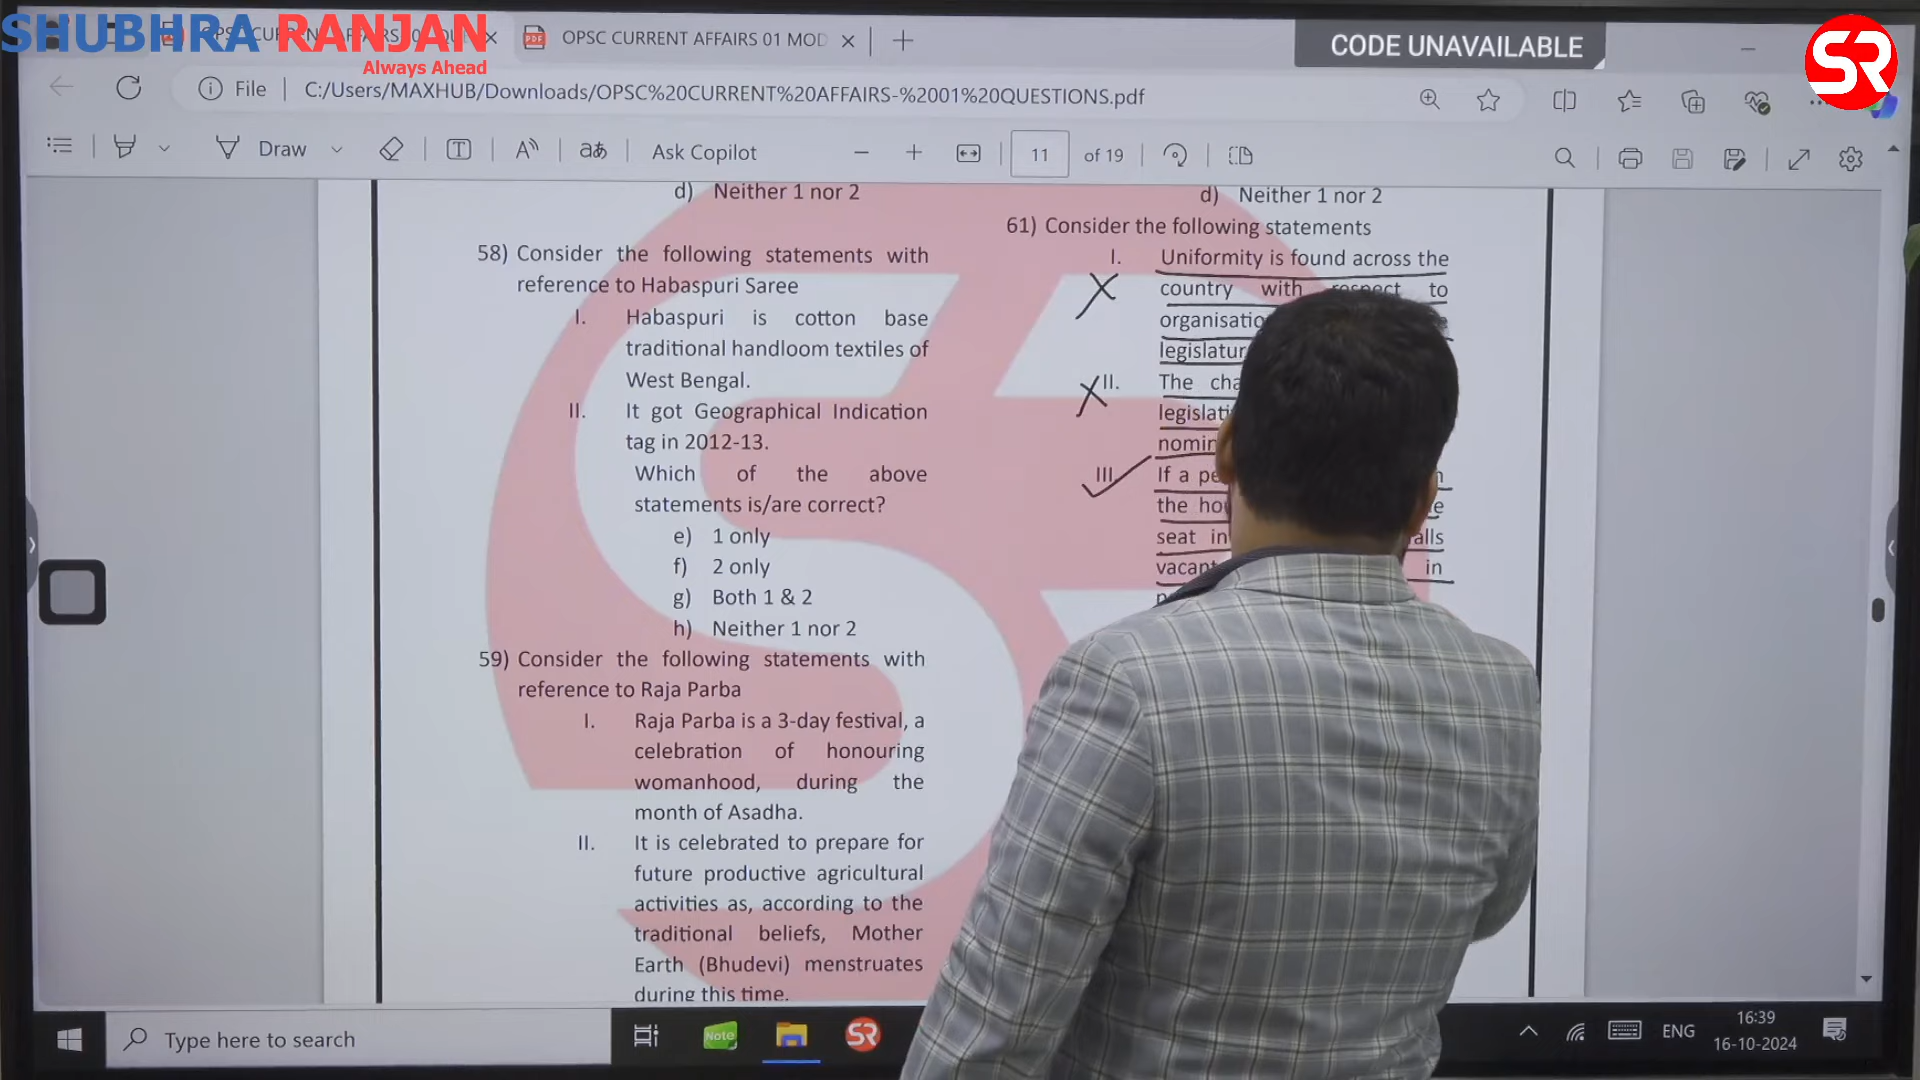 SHUBHRA RANJAN
Always Ahead
OPSC CURRENT AFFAIRS 01 MOD
CODE UNAVAILABLE
SR
File
C:/Users/MAXHUB/Downloads/OPSC%20CURRENT%20AFFAIRS-%2001%20QUESTIONS.pdf
Draw
Ask Copilot
11 of 19
d) Neither 1 nor 2
58) Consider the following statements with
reference to Habaspuri Saree
I. Habaspuri is cotton base
traditional handloom textiles of
West Bengal.
II. It got Geographical Indication
tag in 2012-13.
Which of the above
statements is/are correct?
e) 1 only
f) 2 only
g) Both 1 & 2
h) Neither 1 nor 2
59) Consider the following statements with
reference to Raja Parba
I. Raja Parba is a 3-day festival, a
celebration of honouring
womanhood, during the
month of Asadha.
II. It is celebrated to prepare for
future productive agricultural
activities as, according to the
traditional beliefs, Mother
Earth (Bhudevi) menstruates
during this time.
d) Neither 1 nor 2
61) Consider the following statements
I. Uniformity is found across the
country with respect to
II. The
III. If a
the
seat in
in
Type here to search
Note
SR
ENG
16:39
16-10-2024